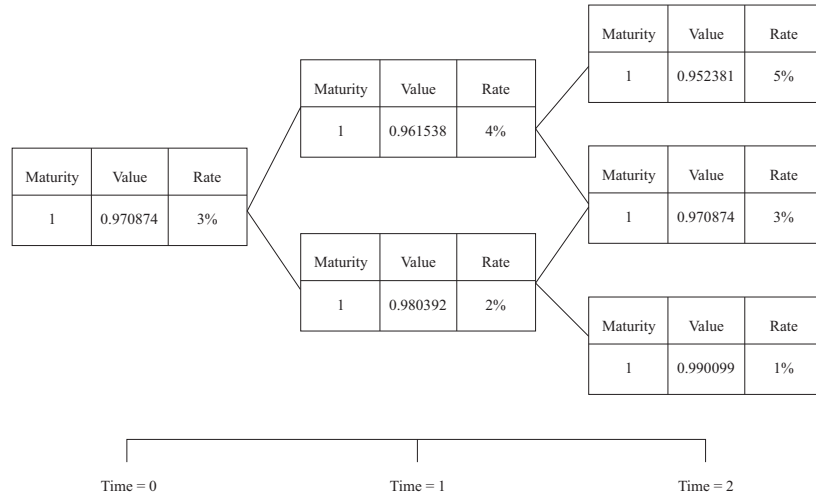 Maturity Value Rate
1 0.952381 5%
Maturity Value Rate
1 0.961538 4%
Maturity Value Rate
1 0.970874 3%
Maturity Value Rate
1 0.970874 3%
Maturity Value Rate
1 0.980392 2%
Maturity Value Rate
1 0.990099 1%
Time = 0 Time = 1 Time = 2